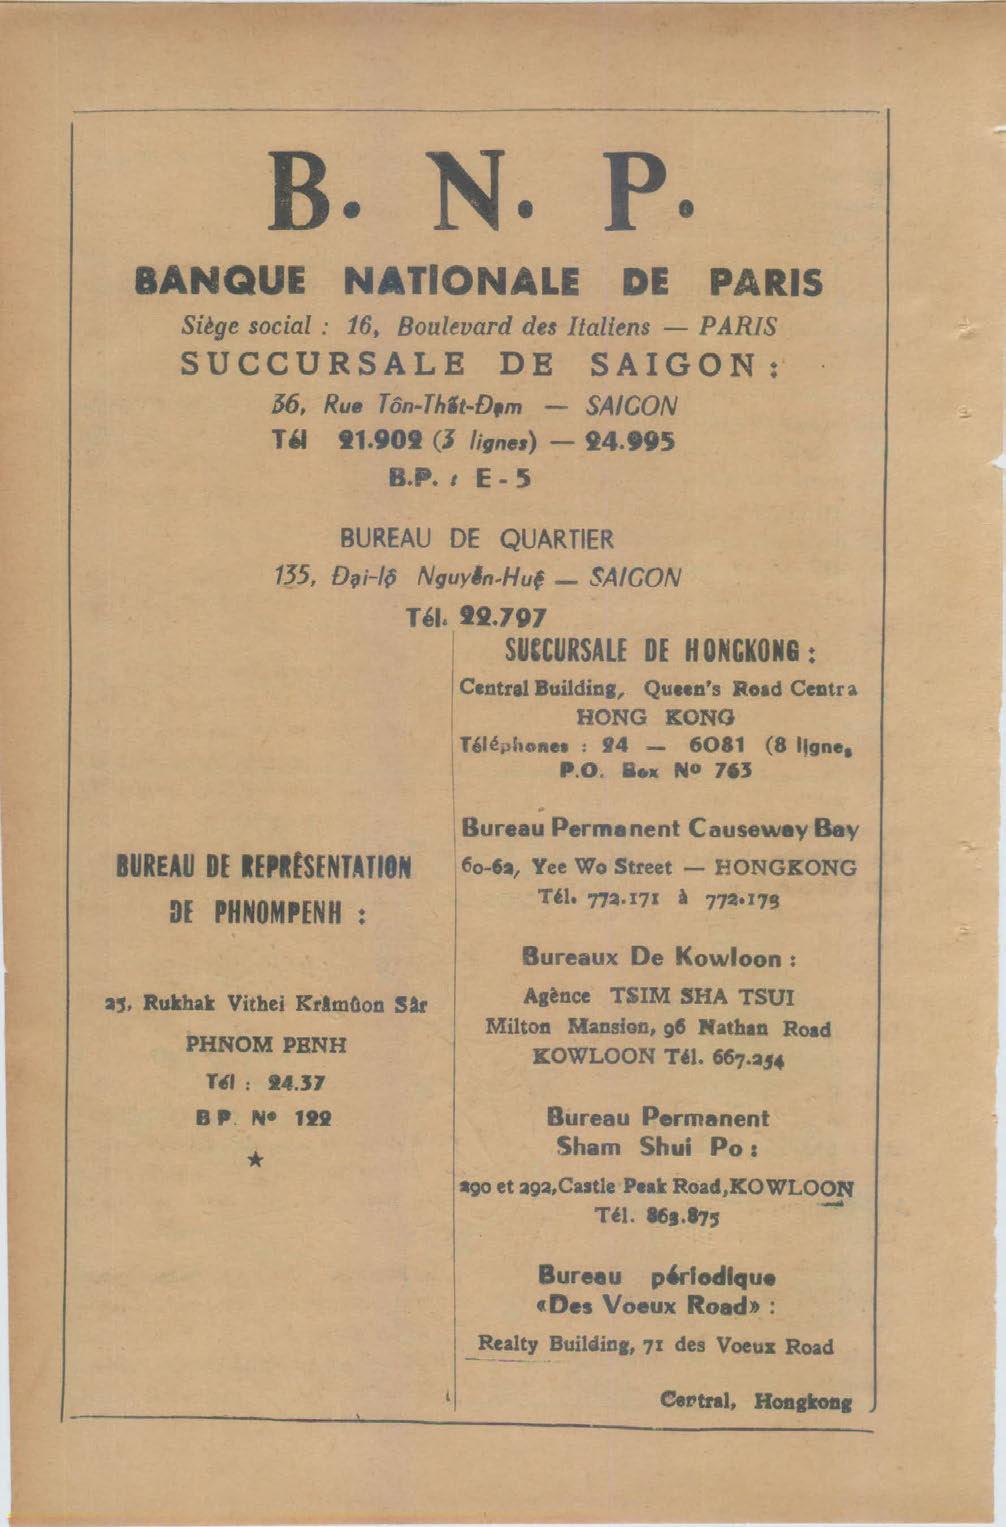 B. N. P.
BANQUE NATIONALE DE PARIS
Siège social : 16, Boulevard des Italiens — PARIS
SUCCURSALE DE SAIGON :
36, Rue Tôn-Thất-Đạm — SAIGON
Tél 21.902 (3 lignes) — 24.995
B.P. : E - 5
BUREAU DE QUARTIER
135, Đại-lộ Nguyễn-Huệ — SAIGON
Tél. 22.797
BUREAU DE REPRÉSENTATION
DE PHNOMPENH :
25, Rukhak Vithei Krâmûon Sâr
PHNOM PENH
Tél : 24.37
B P. N° 122
★
SUCCURSALE DE HONGKONG :
Central Building, Queen's Road Centra
HONG KONG
Téléphones : 24 — 6081 (8 ligne,
P.O. Box N° 763
Bureau Permanent Causeway Bay
60-62, Yee Wo Street — HONGKONG
Tél. 772.171 à 772.173
Bureaux De Kowloon :
Agènce TSIM SHA TSUI
Milton Mansion, 96 Nathan Road
KOWLOON Tél. 667.254
Bureau Permanent
Sham Shui Po :
290 et 292, Castle Peak Road, KOWLOON
Tél. 863.875
Bureau périodique
«Des Voeux Road» :
Realty Building, 71 des Voeux Road
Central, Hongkong